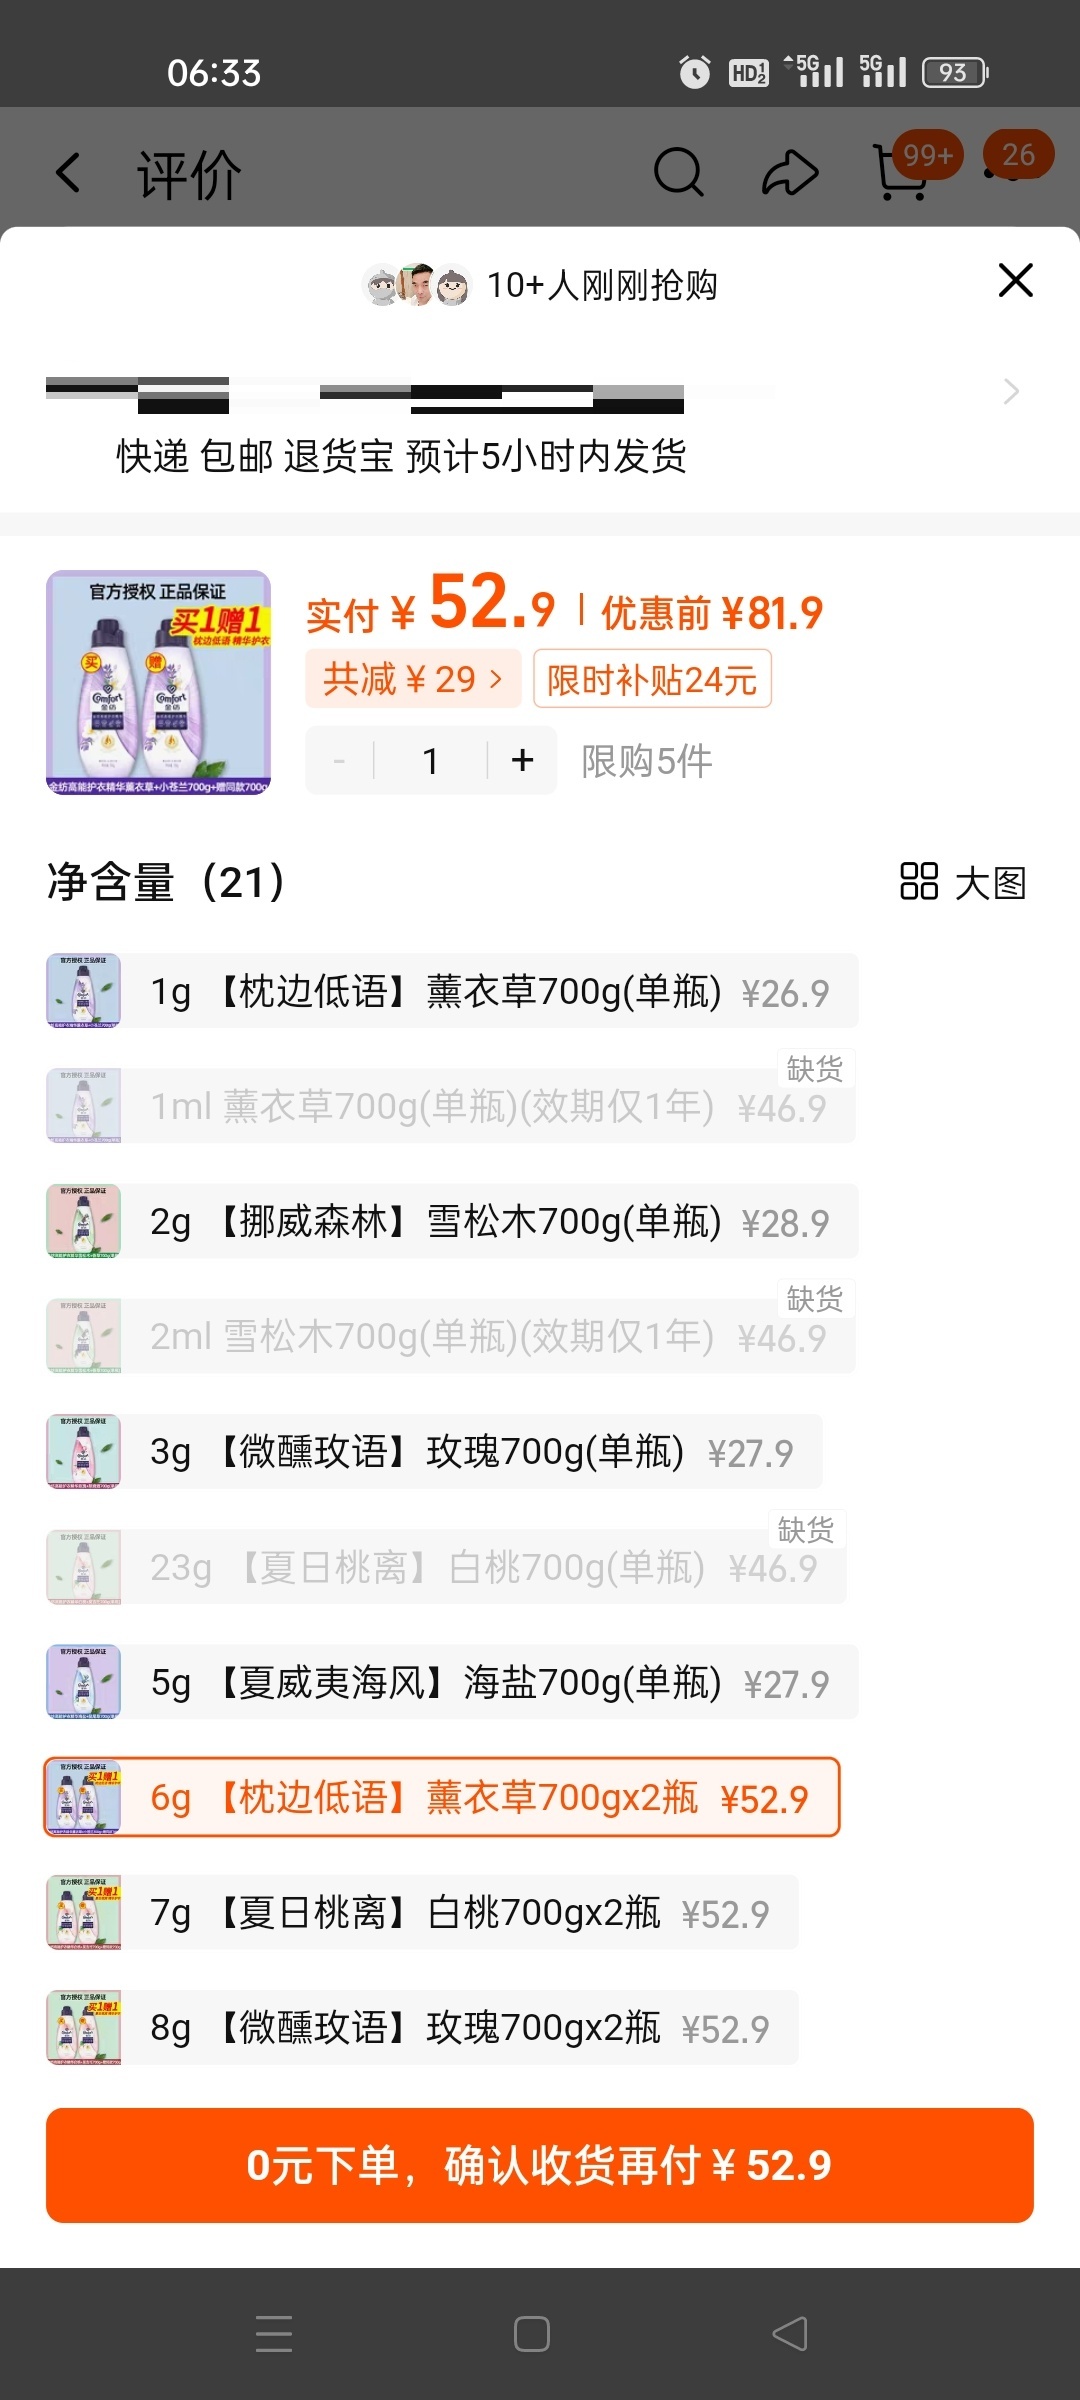 06:33
HD 1 2 5G 5G 93
评价
99+
26
10+人刚刚抢购
快递 包邮 退货宝 预计5小时内发货
官方授权 正品保证
买1赠1
枕边低语 精华护衣
买
赠
Comfort
金纺
Comfort
金纺
金纺高能护衣精华薰衣草+小苍兰700g+赠同款700g
实付 ¥ 52.9 | 优惠前 ¥81.9
共减 ¥ 29 >
限时补贴24元
- 1 + 限购5件
净含量（21）
大图
1g 【枕边低语】薰衣草700g(单瓶) ¥26.9
缺货
1ml 薰衣草700g(单瓶)(效期仅1年) ¥46.9
2g 【挪威森林】雪松木700g(单瓶) ¥28.9
缺货
2ml 雪松木700g(单瓶)(效期仅1年) ¥46.9
3g 【微醺玫语】玫瑰700g(单瓶) ¥27.9
缺货
23g 【夏日桃离】白桃700g(单瓶) ¥46.9
5g 【夏威夷海风】海盐700g(单瓶) ¥27.9
6g 【枕边低语】薰衣草700gx2瓶 ¥52.9
7g 【夏日桃离】白桃700gx2瓶 ¥52.9
8g 【微醺玫语】玫瑰700gx2瓶 ¥52.9
0元下单，确认收货再付 ¥ 52.9